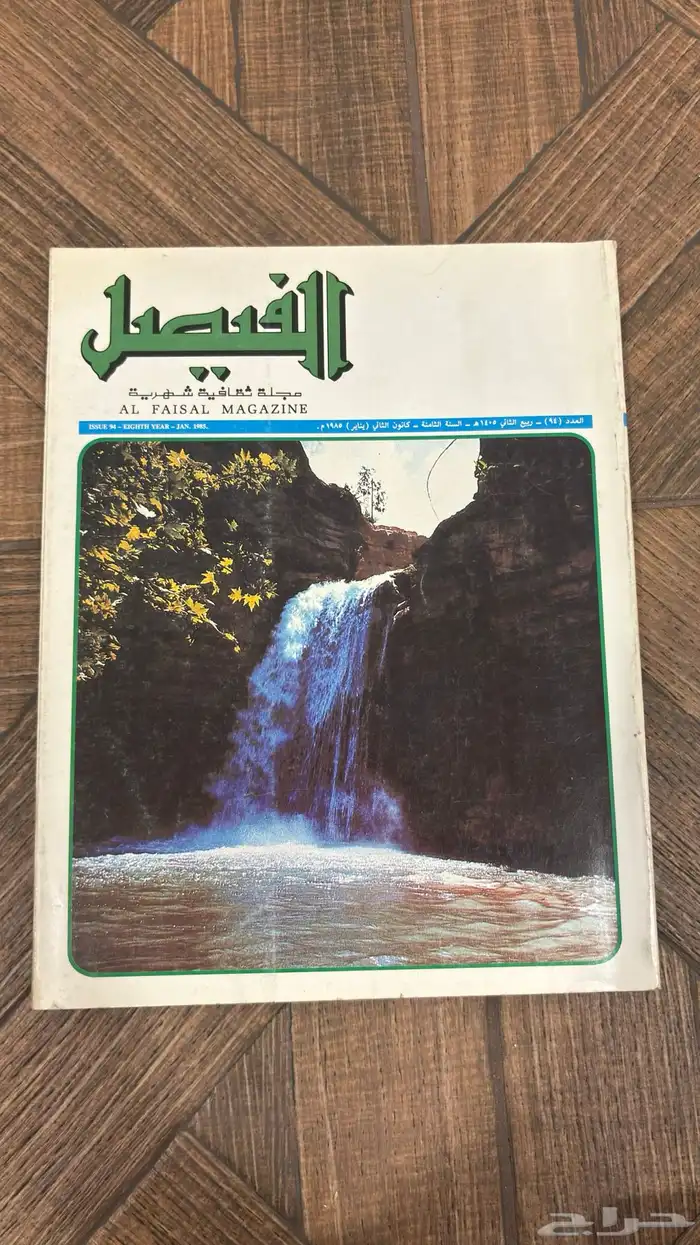 الفيصل
مجلة ثقافية شهرية
AL FAISAL MAGAZINE
ISSUE 94 – EIGHTH YEAR – JAN. 1985.
العدد (٩٤) – ربيع الثاني ١٤٠٥هـ – السنة الثامنة – كانون الثاني (يناير) ١٩٨٥م.
حراج